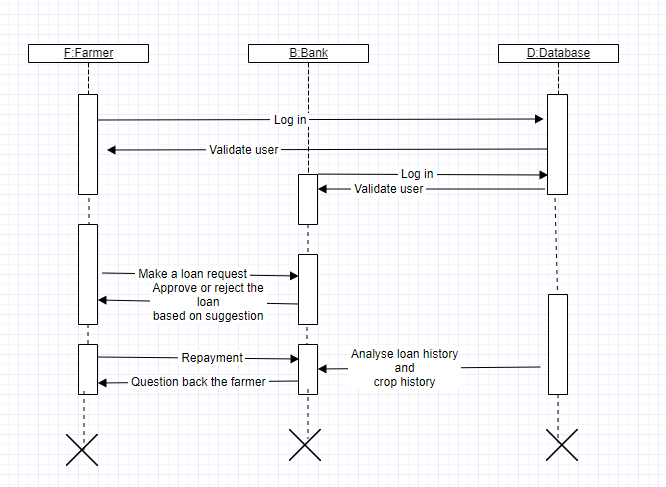 F:Farmer
B:Bank
D:Database
Log in
Validate user
Log in
Validate user
Make a loan request
Approve or reject the
loan
based on suggestion
Repayment
Question back the farmer
Analyse loan history
and
crop history